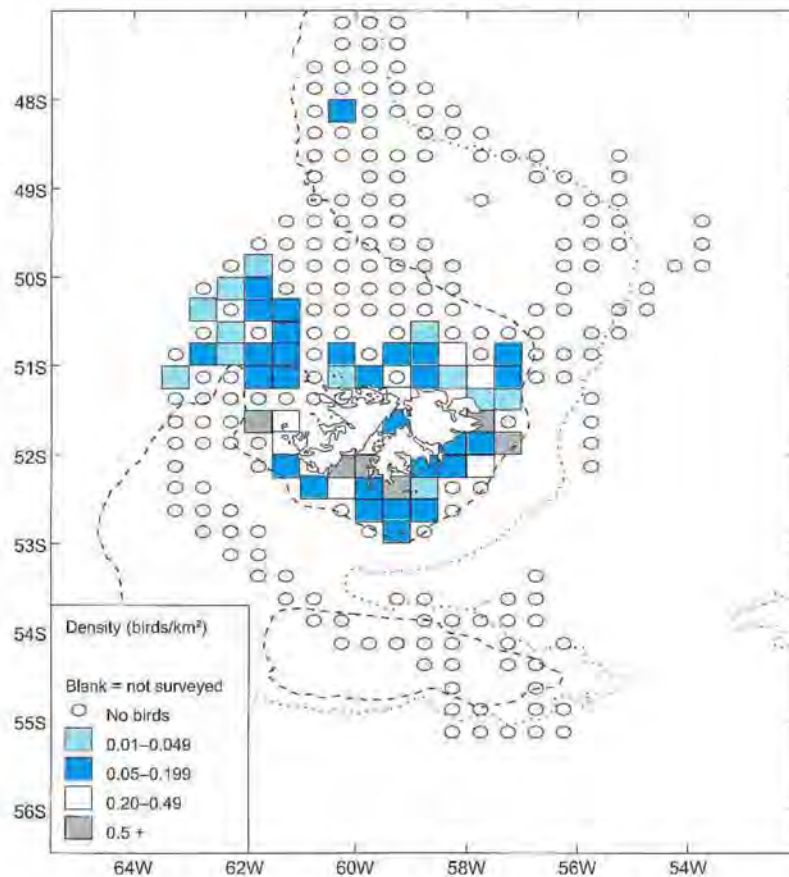 48S
49S
50S
51S
52S
53S
54S
55S
56S
Density (birds/km²)
Blank = not surveyed
No birds
0.01–0.049
0.05–0.199
0.20–0.49
0.5 +
64W 62W 60W 58W 56W 54W